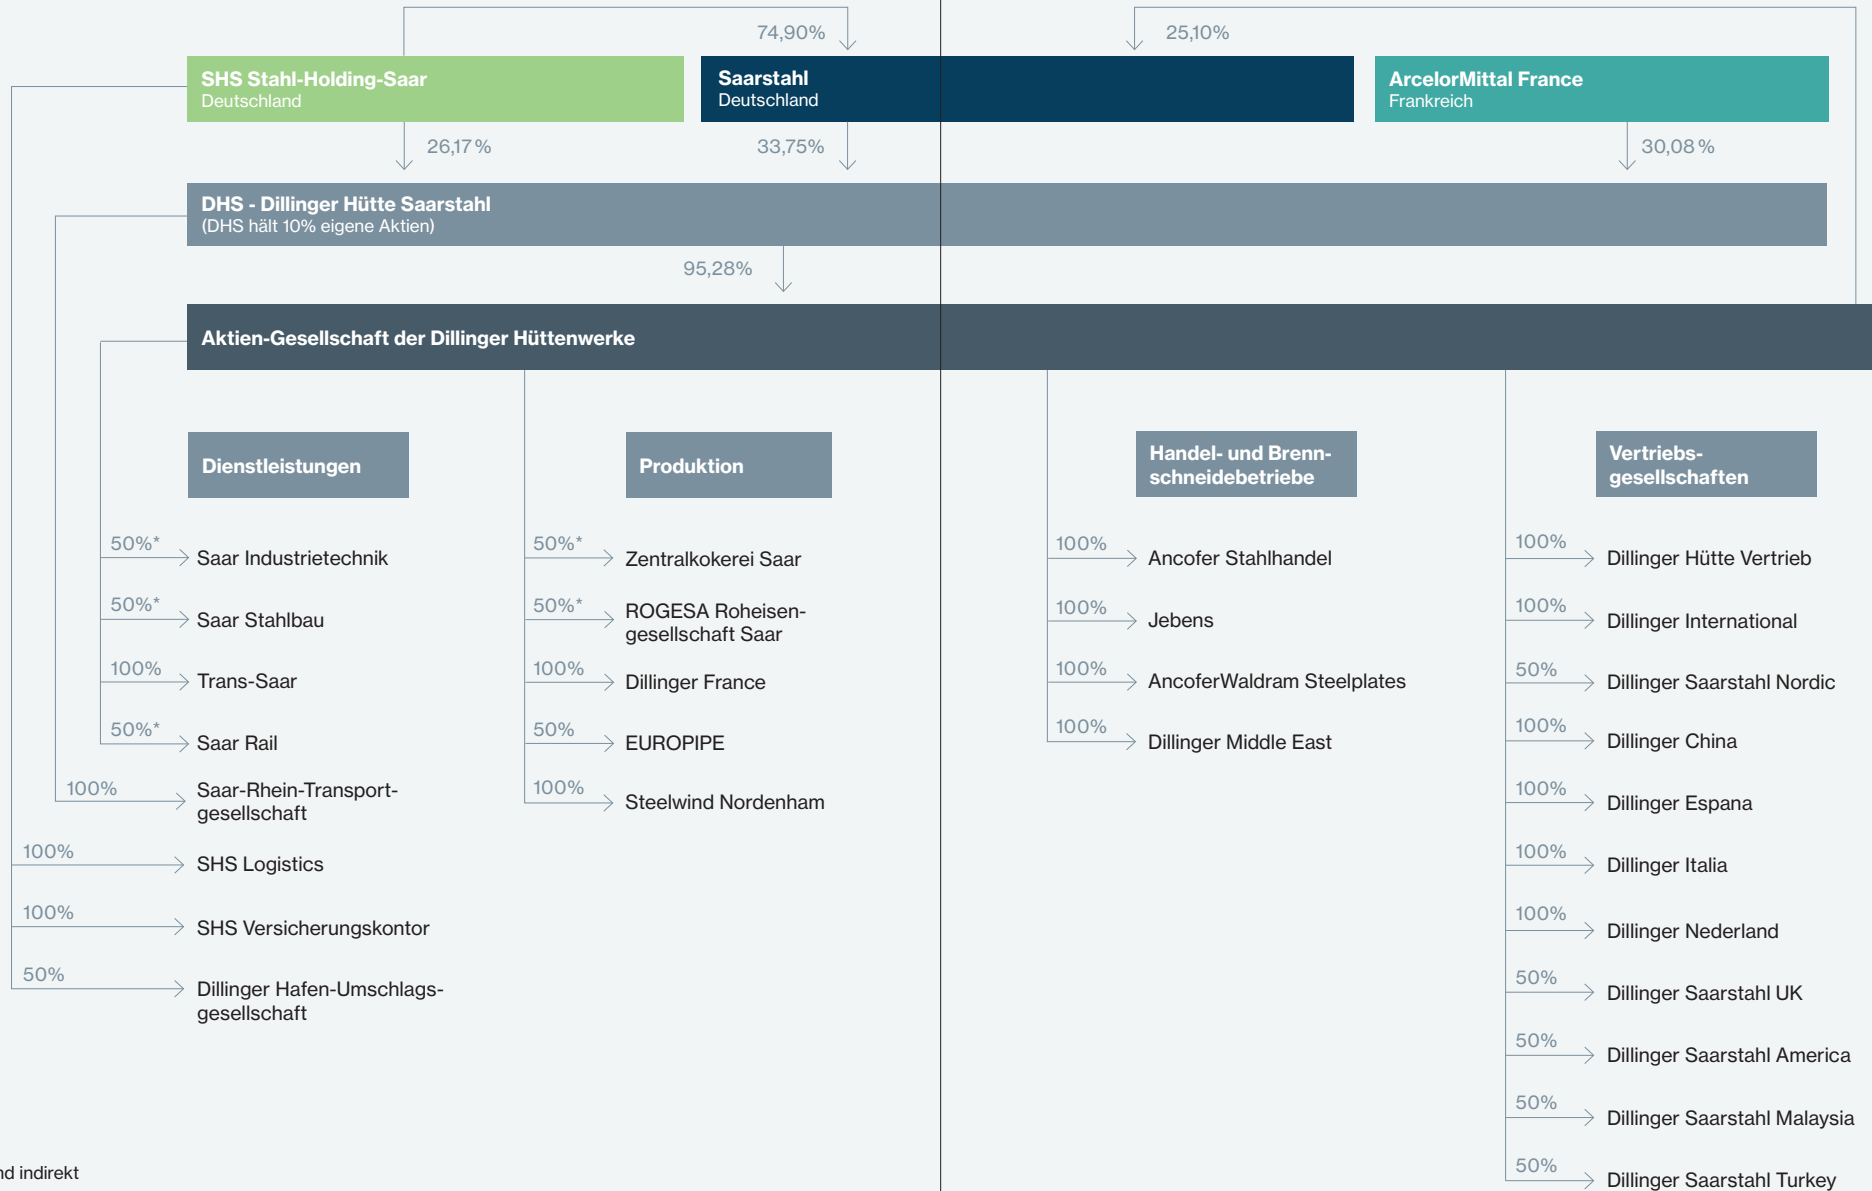 74,90%
25,10%
SHS Stahl-Holding-Saar
Deutschland
Saarstahl
Deutschland
ArcelorMittal France
Frankreich
26,17 %
33,75%
30,08 %
DHS - Dillinger Hütte Saarstahl
(DHS hält 10% eigene Aktien)
95,28%
Aktien-Gesellschaft der Dillinger Hüttenwerke
Dienstleistungen
50%*
Saar Industrietechnik
50%*
Saar Stahlbau
100%
Trans-Saar
50%*
Saar Rail
100%
Saar-Rhein-Transport-
gesellschaft
100%
SHS Logistics
100%
SHS Versicherungskontor
50%
Dillinger Hafen-Umschlags-
gesellschaft
Produktion
50%*
Zentralkokerei Saar
50%*
ROGESA Roheisen-
gesellschaft Saar
100%
Dillinger France
50%
EUROPIPE
100%
Steelwind Nordenham
Handel- und Brenn-
schneidebetriebe
100%
Ancofer Stahlhandel
100%
Jebens
100%
AncoferWaldram Steelplates
100%
Dillinger Middle East
Vertriebs-
gesellschaften
100%
Dillinger Hütte Vertrieb
100%
Dillinger International
50%
Dillinger Saarstahl Nordic
100%
Dillinger China
100%
Dillinger Espana
100%
Dillinger Italia
100%
Dillinger Nederland
50%
Dillinger Saarstahl UK
50%
Dillinger Saarstahl America
50%
Dillinger Saarstahl Malaysia
50%
Dillinger Saarstahl Turkey
nd indirekt